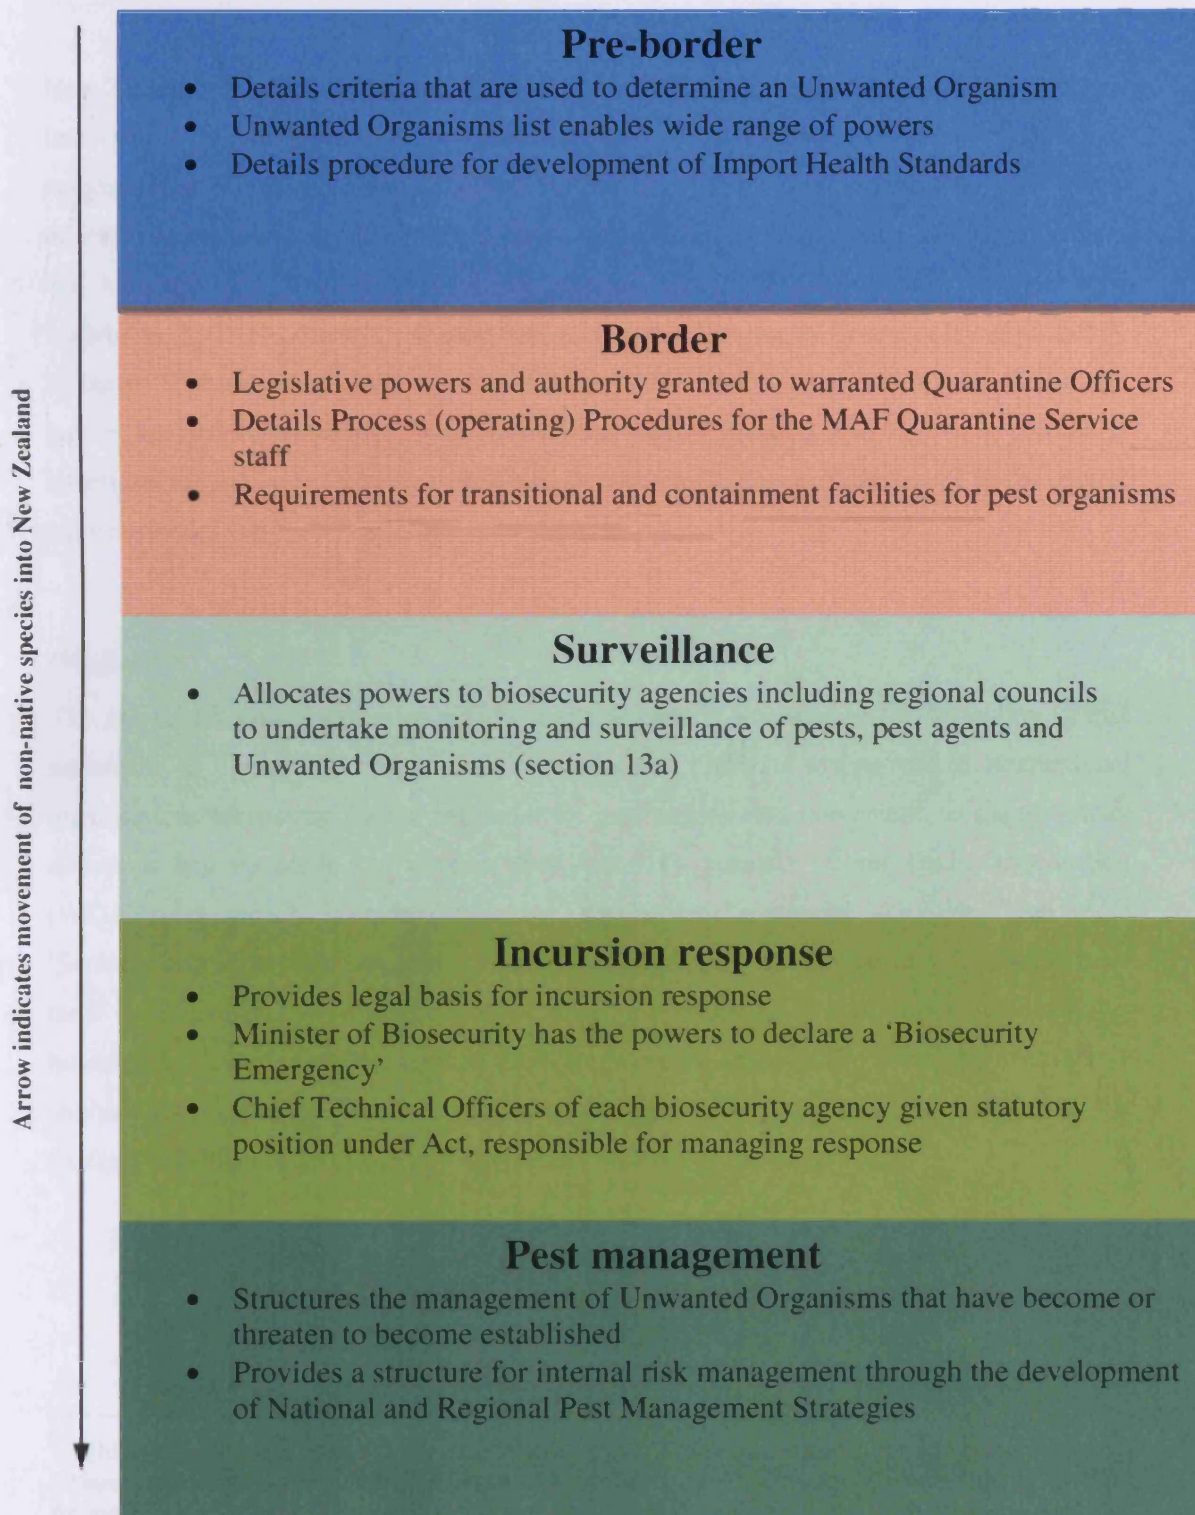 Arrow indicates movement of non-native species into New Zealand
Pre-border
• Details criteria that are used to determine an Unwanted Organism
• Unwanted Organisms list enables wide range of powers
• Details procedure for development of Import Health Standards
Border
• Legislative powers and authority granted to warranted Quarantine Officers
• Details Process (operating) Procedures for the MAF Quarantine Service
staff
• Requirements for transitional and containment facilities for pest organisms
Surveillance
• Allocates powers to biosecurity agencies including regional councils
to undertake monitoring and surveillance of pests, pest agents and
Unwanted Organisms (section 13a)
Incursion response
• Provides legal basis for incursion response
• Minister of Biosecurity has the powers to declare a ‘Biosecurity
Emergency’
• Chief Technical Officers of each biosecurity agency given statutory
position under Act, responsible for managing response
Pest management
• Structures the management of Unwanted Organisms that have become or
threaten to become established
• Provides a structure for internal risk management through the development
of National and Regional Pest Management Strategies